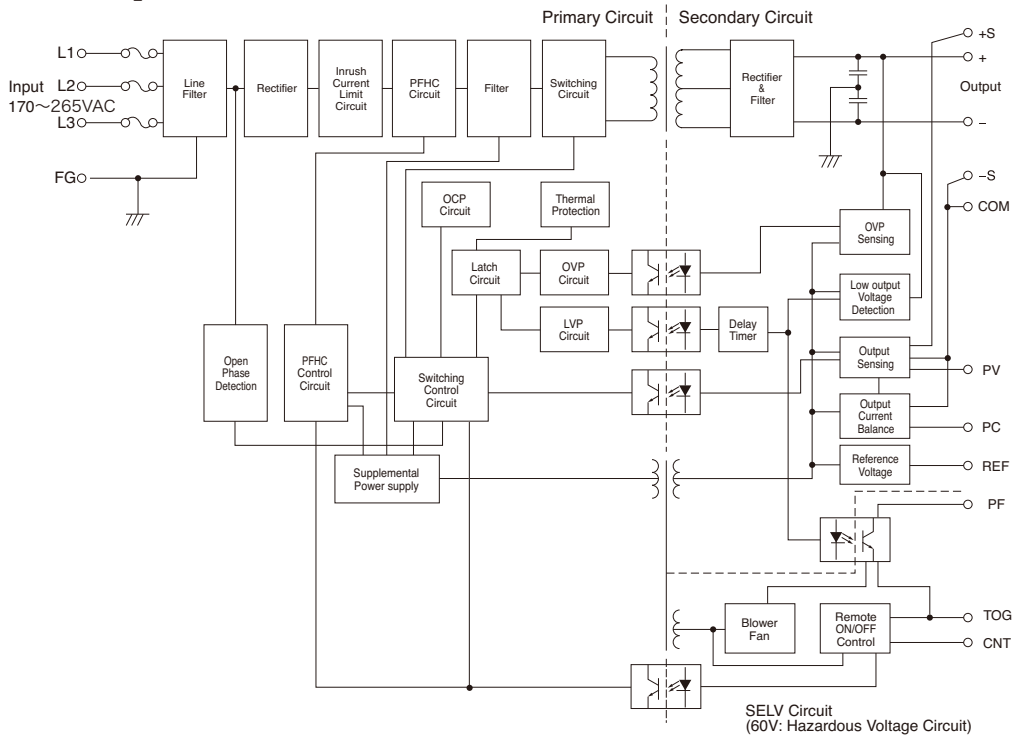 Primary Circuit
Secondary Circuit
L1
Input
170〜265VAC
L2
L3
FG
Line
Filter
Rectifier
Inrush
Current
Limit
Circuit
PFHC
Circuit
Filter
Switching
Circuit
Rectifier
&
Filter
+S
+
Output
–
–S
COM
OCP
Circuit
Thermal
Protection
Latch
Circuit
OVP
Circuit
OVP
Sensing
LVP
Circuit
Delay
Timer
Low output
Voltage
Detection
Open
Phase
Detection
PFHC
Control
Circuit
Switching
Control
Circuit
Output
Sensing
PV
Output
Current
Balance
PC
Supplemental
Power supply
Reference
Voltage
REF
PF
Blower
Fan
Remote
ON/OFF
Control
TOG
CNT
SELV Circuit
(60V: Hazardous Voltage Circuit)